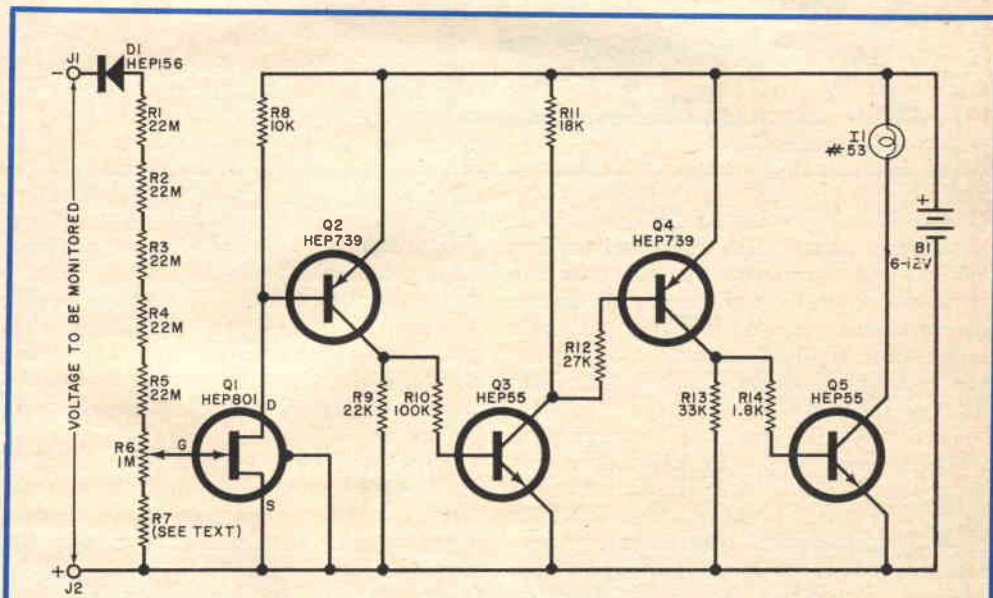 J1
-
D1
HEP156
R1
22M
R2
22M
R3
22M
R4
22M
R5
22M
R6
1M
R7
(SEE TEXT)
VOLTAGE TO BE MONITORED
+
J2
R8
10K
Q1
HEP801
D
G
S
Q2
HEP739
R9
22K
R10
100K
R11
18K
Q3
HEP55
R12
27K
Q4
HEP739
R13
33K
R14
1.8K
Q5
HEP55
I1
#53
+
B1
6-12V